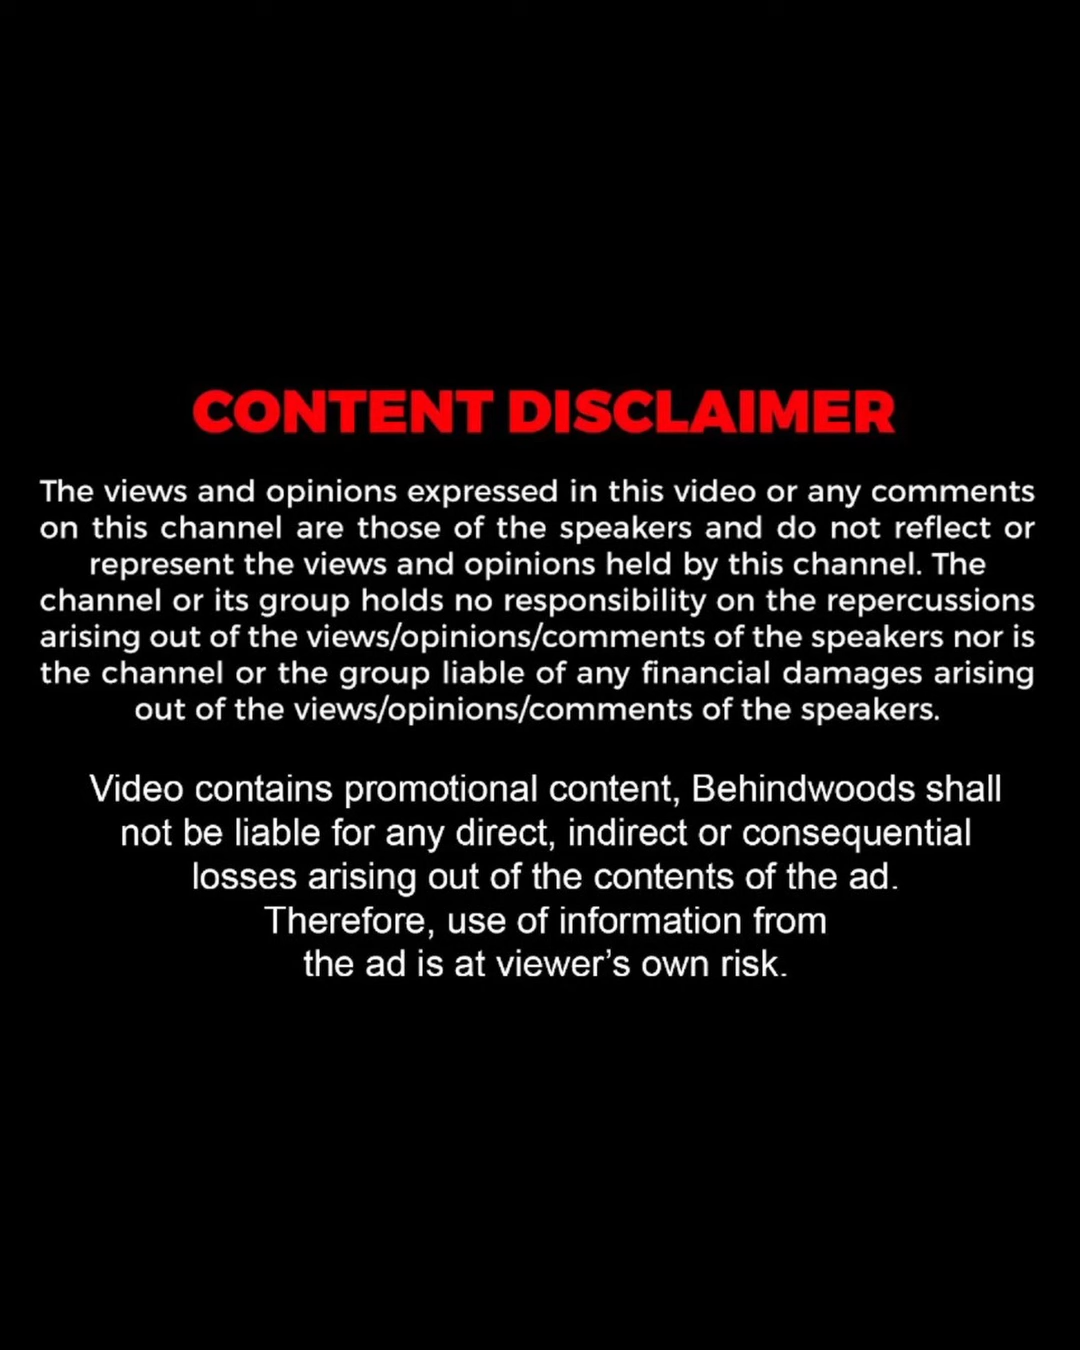 CONTENT DISCLAIMER
The views and opinions expressed in this video or any comments
on this channel are those of the speakers and do not reflect or
represent the views and opinions held by this channel. The
channel or its group holds no responsibility on the repercussions
arising out of the views/opinions/comments of the speakers nor is
the channel or the group liable of any financial damages arising
out of the views/opinions/comments of the speakers.
Video contains promotional content, Behindwoods shall
not be liable for any direct, indirect or consequential
losses arising out of the contents of the ad.
Therefore, use of information from
the ad is at viewer’s own risk.